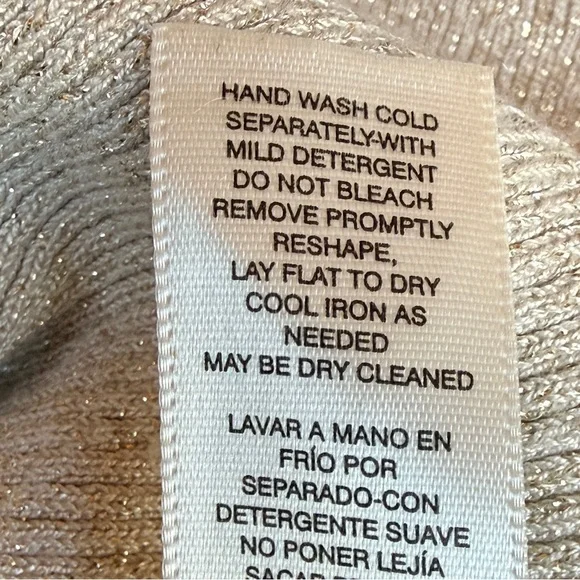 HAND WASH COLD
SEPARATELY-WITH
MILD DETERGENT
DO NOT BLEACH
REMOVE PROMPTLY
RESHAPE,
LAY FLAT TO DRY
COOL IRON AS
NEEDED
MAY BE DRY CLEANED
LAVAR A MANO EN
FRÍO POR
SEPARADO-CON
DETERGENTE SUAVE
NO PONER LEJÍA
SACAR